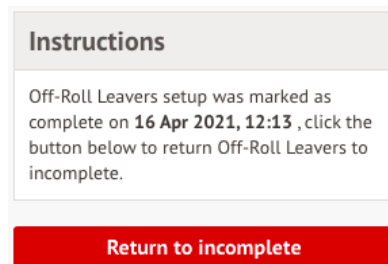 Instructions
Off-Roll Leavers setup was marked as
complete on 16 Apr 2021, 12:13 , click the
button below to return Off-Roll Leavers to
incomplete.
Return to incomplete